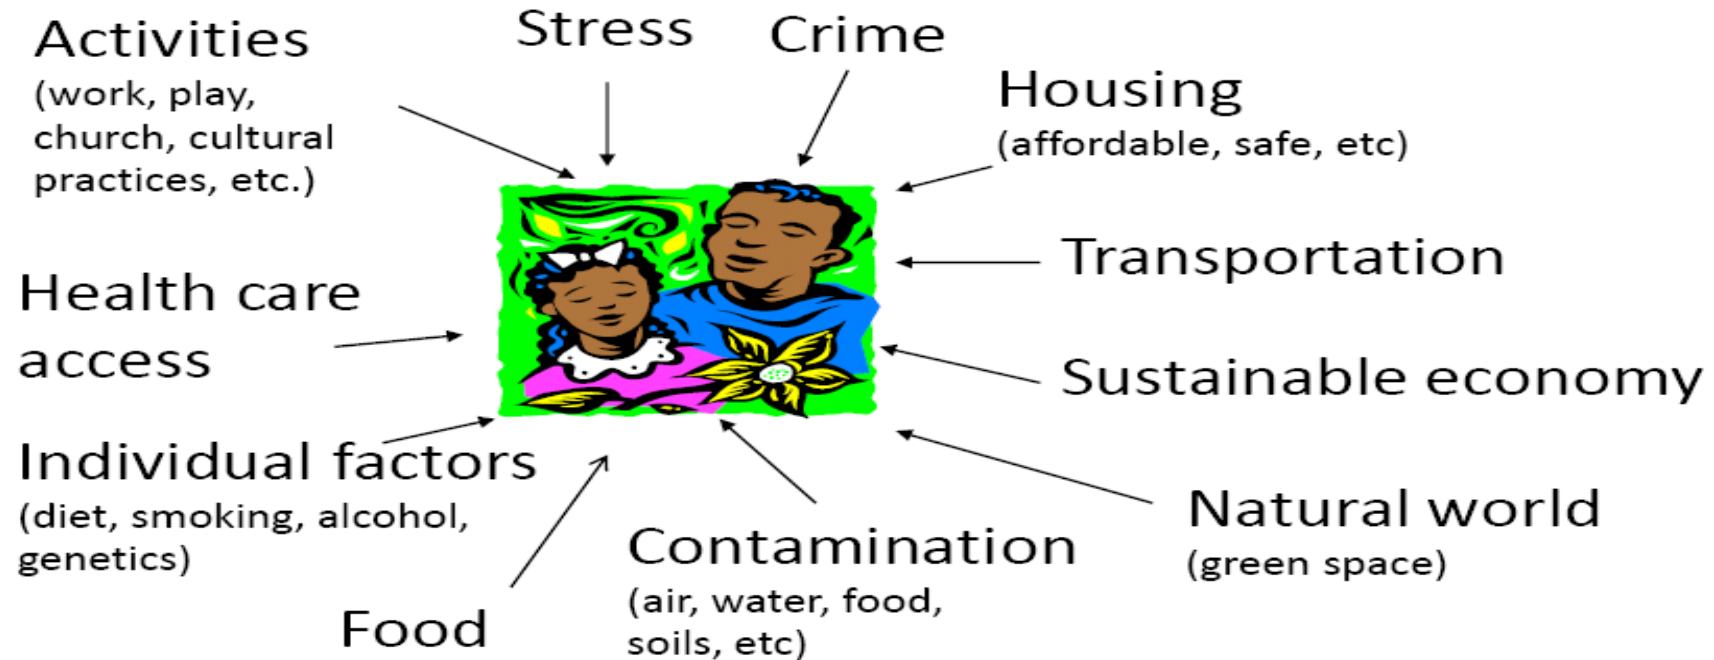 Activities
(work, play,
church, cultural
practices, etc.)
Stress
Crime
Housing
(affordable, safe, etc)
Transportation
Health care
access
Sustainable economy
Individual factors
(diet, smoking, alcohol,
genetics)
Food
Contamination
(air, water, food,
soils, etc)
Natural world
(green space)